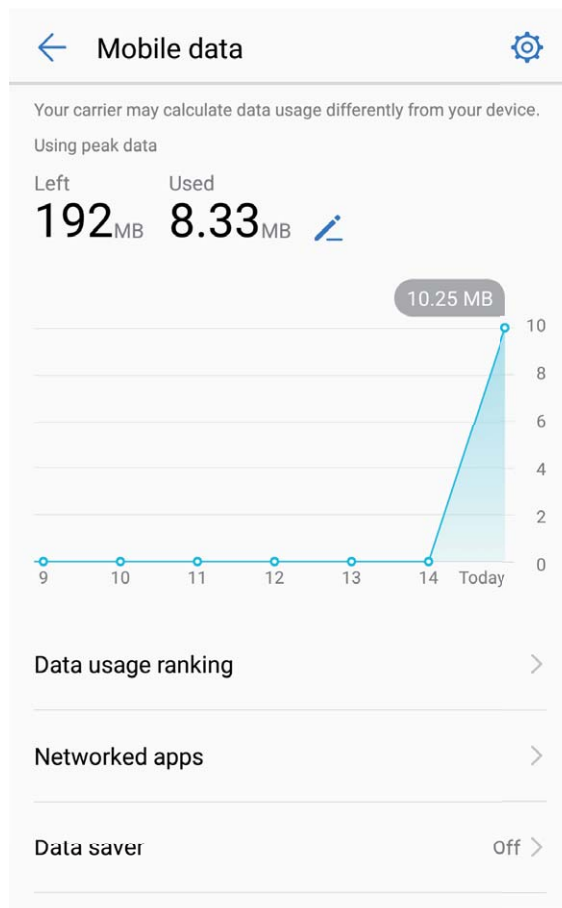 Mobile data
Your carrier may calculate data usage differently from your device.
Using peak data
Left Used
192MB 8.33MB
10.25 MB
10
8
6
4
2
0
9 10 11 12 13 14 Today
Data usage ranking
Networked apps
Data saver Off